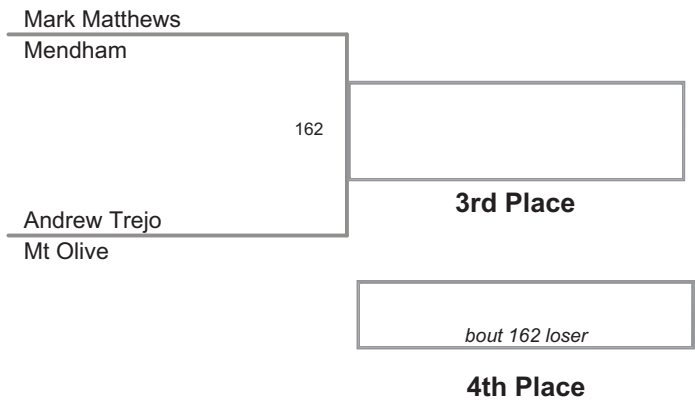 Mark Matthews
Mendham
162
3rd Place
Andrew Trejo
Mt Olive
bout 162 loser
4th Place